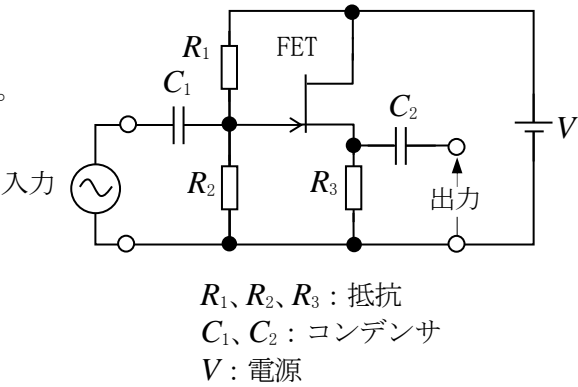 R₁
FET
。
C₁
C₂
V
入力
R₂
R₃
出力
R₁、R₂、R₃：抵抗
C₁、C₂：コンデンサ
V：電源